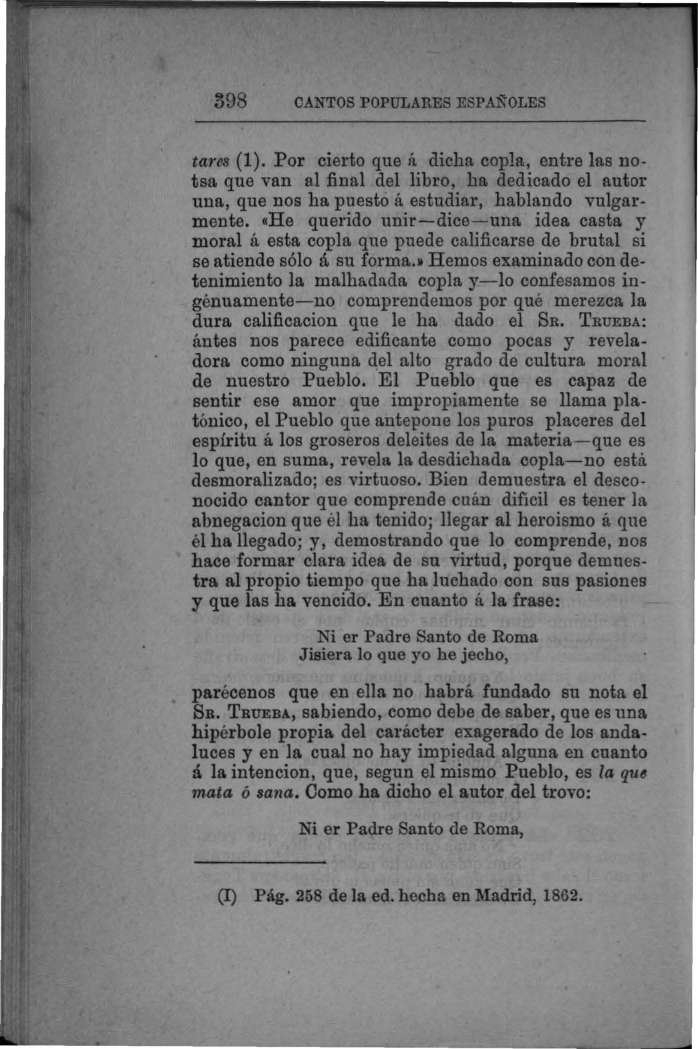 398 CANTOS POPULARES ESPAÑOLES
tares (1). Por cierto que á dicha copla, entre las no-
tsa que van al final del libro, ha dedicado el autor
una, que nos ha puesto á estudiar, hablando vulgar-
mente. «He querido unir—dice—una idea casta y
moral á esta copla que puede calificarse de brutal si
se atiende sólo á su forma.» Hemos examinado con de-
tenimiento la malhadada copla y—lo confesamos in-
génuamente—no comprendemos por qué merezca la
dura calificacion que le ha dado el SR. TRUEBA:
ántes nos parece edificante como pocas y revela-
dora como ninguna del alto grado de cultura moral
de nuestro Pueblo. El Pueblo que es capaz de
sentir ese amor que impropiamente se llama pla-
tónico, el Pueblo que antepone los puros placeres del
espíritu á los groseros deleites de la materia—que es
lo que, en suma, revela la desdichada copla—no está
desmoralizado; es virtuoso. Bien demuestra el desco-
nocido cantor que comprende cuán dificil es tener la
abnegacion que él ha tenido; llegar al heroismo á que
él ha llegado; y, demostrando que lo comprende, nos
hace formar clara idea de su virtud, porque demues-
tra al propio tiempo que ha luchado con sus pasiones
y que las ha vencido. En cuanto á la frase:
Ni er Padre Santo de Roma
Jisiera lo que yo he jecho,
parécenos que en ella no habrá fundado su nota el
SR. TRUEBA, sabiendo, como debe de saber, que es una
hipérbole propia del carácter exagerado de los anda-
luces y en la cual no hay impiedad alguna en cuanto
á la intencion, que, segun el mismo Pueblo, es la que
mata ó sana. Como ha dicho el autor del trovo:
Ni er Padre Santo de Roma,
(I) Pág. 258 de la ed. hecha en Madrid, 1862.